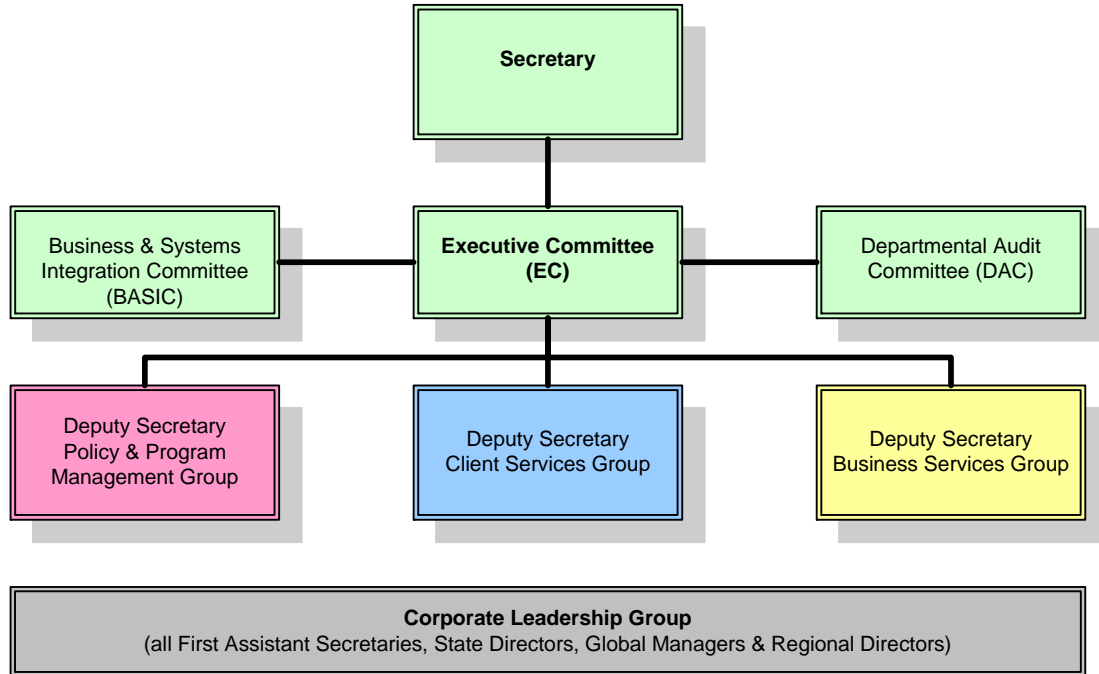 Secretary
Business & Systems
Integration Committee
(BASIC)
Executive Committee
(EC)
Departmental Audit
Committee (DAC)
Deputy Secretary
Policy & Program
Management Group
Deputy Secretary
Client Services Group
Deputy Secretary
Business Services Group
Corporate Leadership Group
(all First Assistant Secretaries, State Directors, Global Managers & Regional Directors)